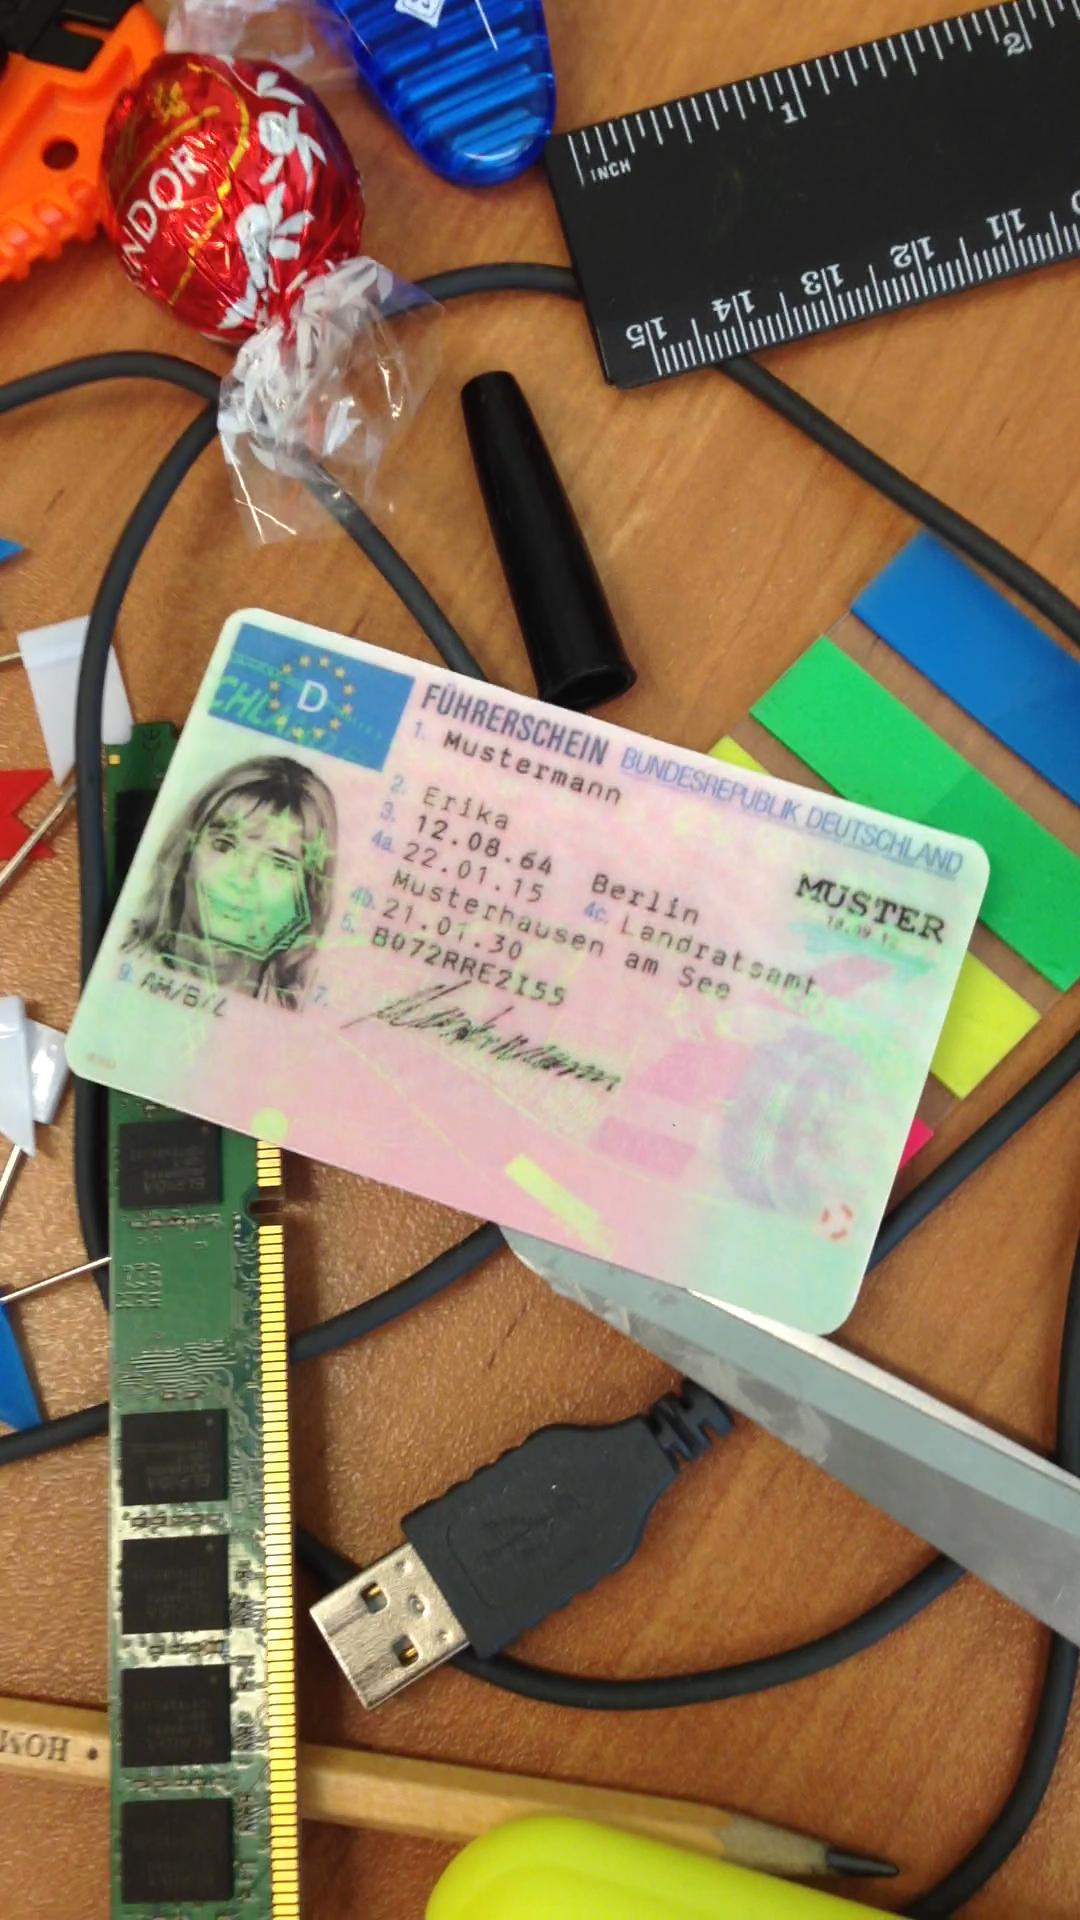 NDOR
INCH
1
2
15 14 13 12 11
D
FÜHRERSCHEIN BUNDESREPUBLIK DEUTSCHLAND
1. Mustermann
2. Erika
3. 12.08.64 Berlin
4a. 22.01.15 4c. Landratsamt
Musterhausen am See
4b. 21.01.30
5. B072RRE2I55
7.
9. AM/B/L
MUSTER
HOM